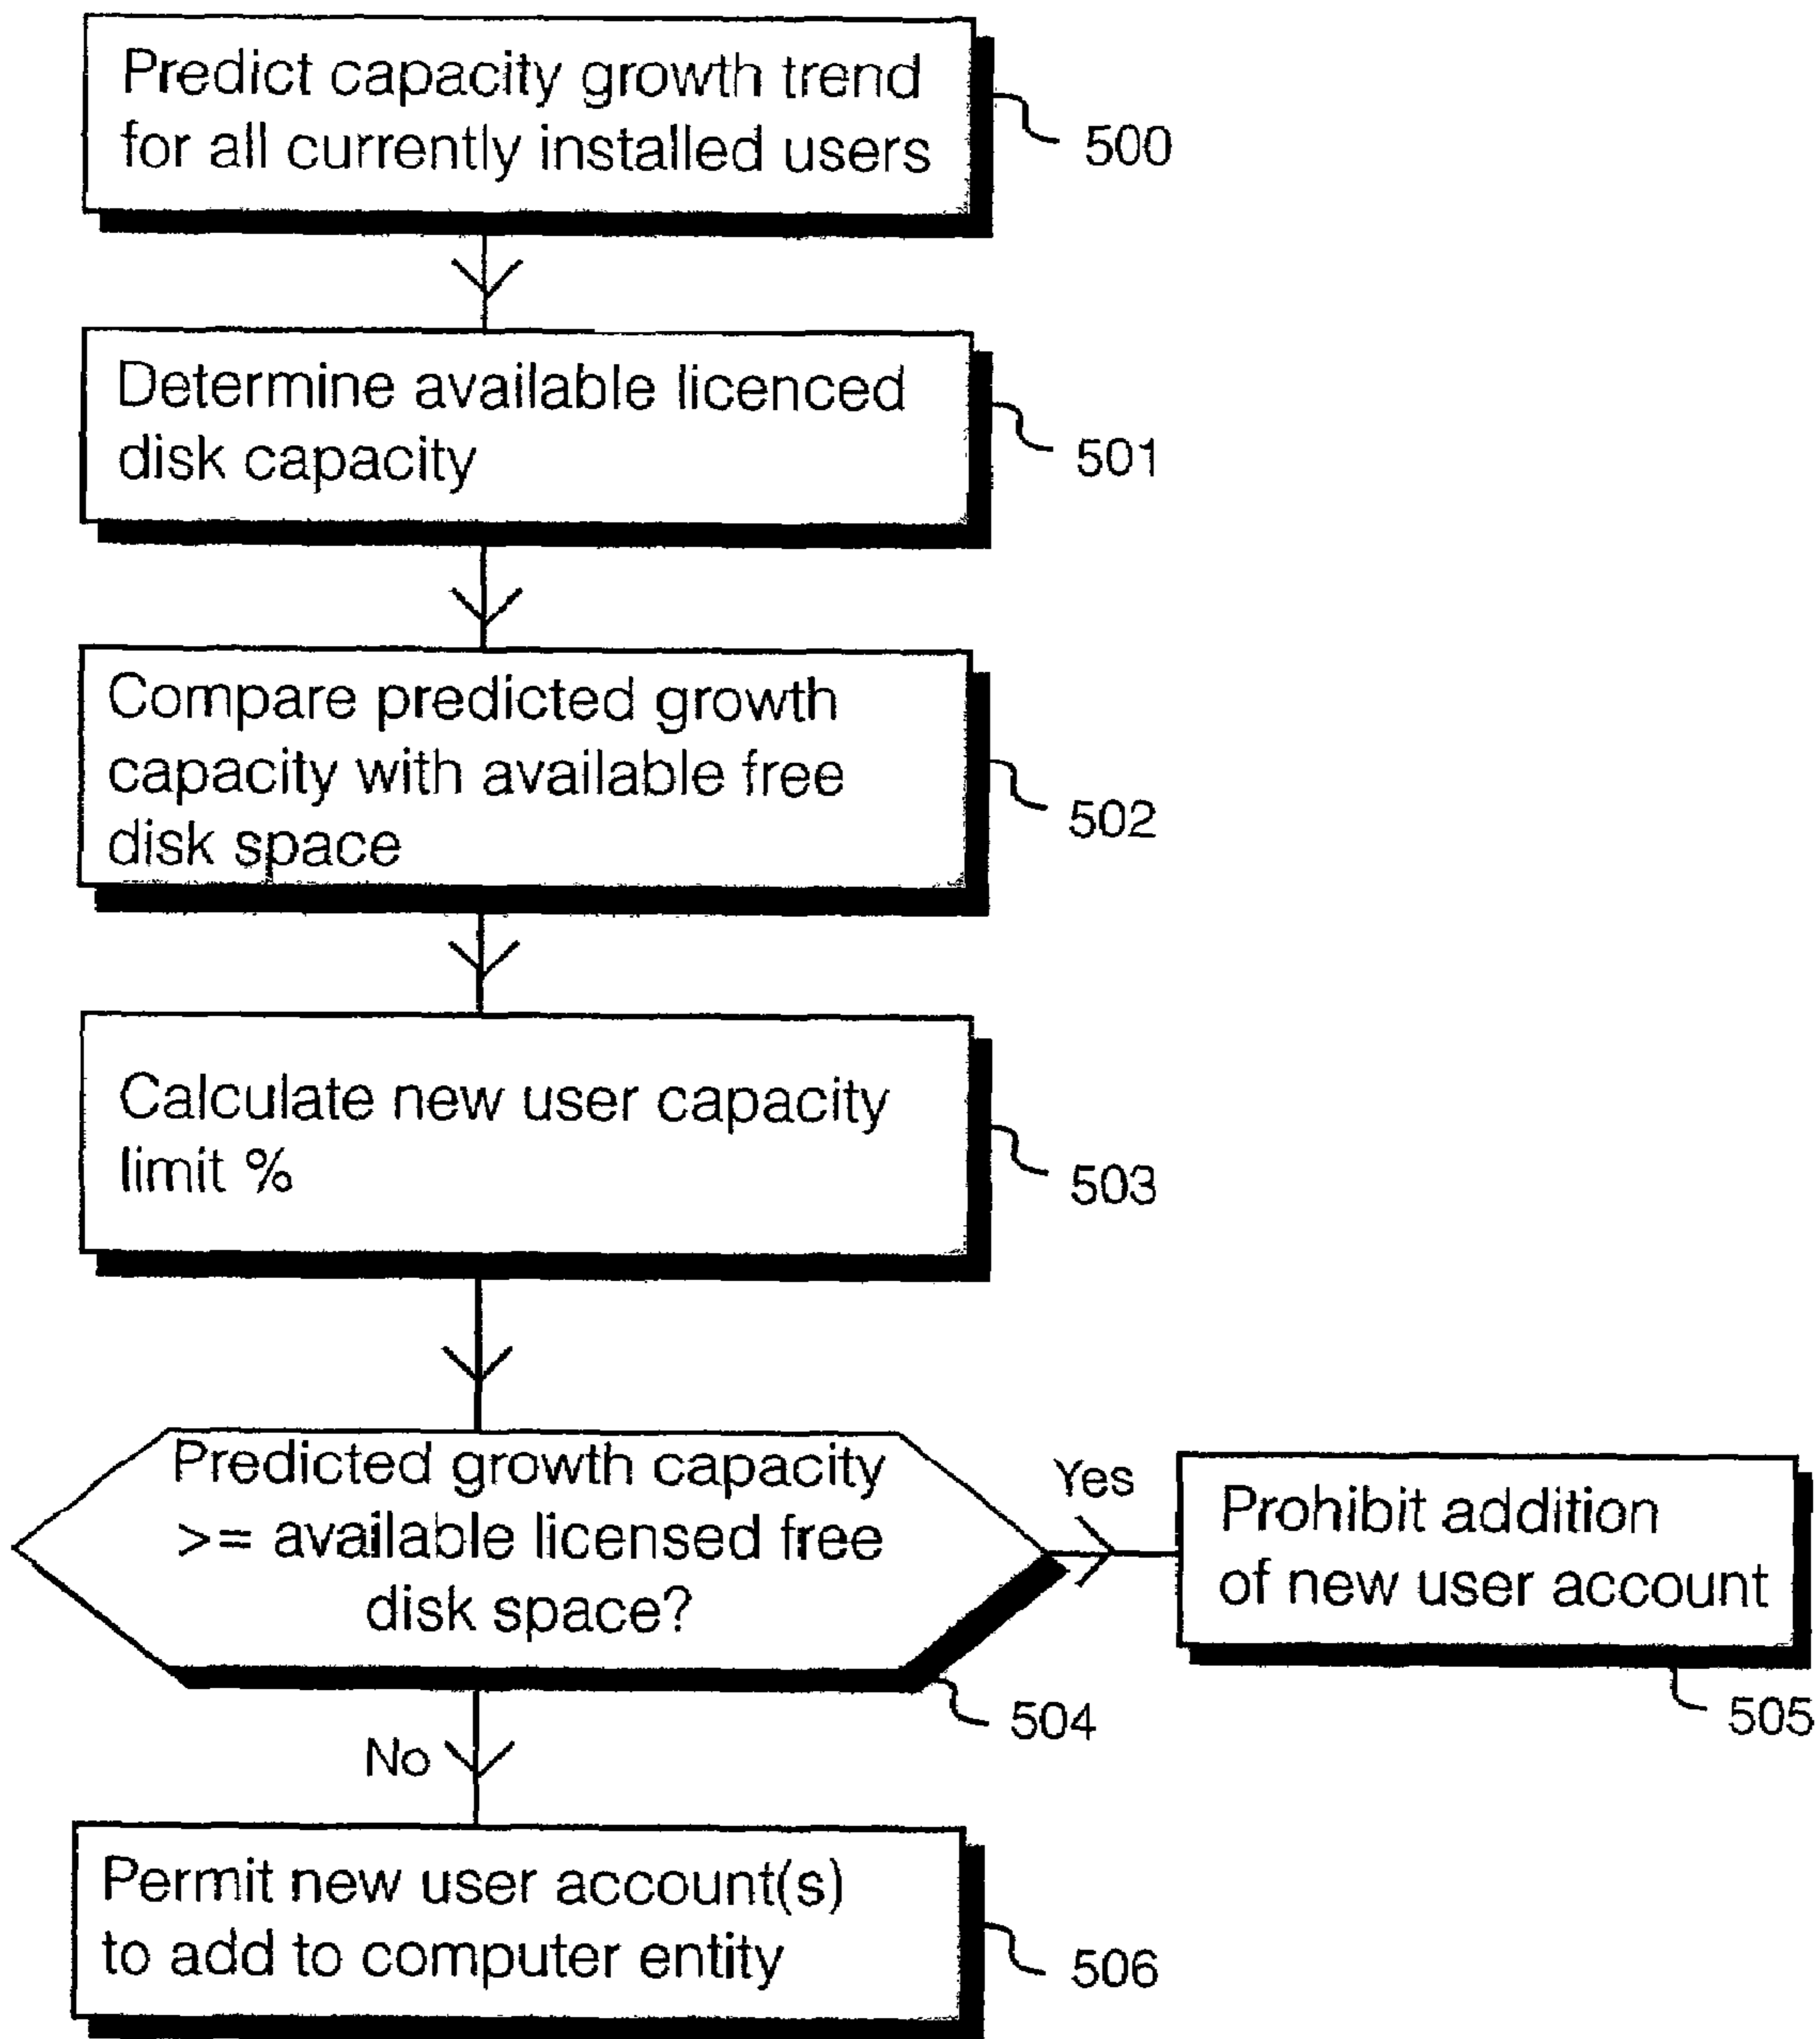 Predict capacity growth trend
for all currently installed users
500
Determine available licenced
disk capacity
501
Compare predicted growth
capacity with available free
disk space
502
Calculate new user capacity
limit %
503
Predicted growth capacity
>= available licensed free
disk space?
504
Yes
Prohibit addition
of new user account
505
No
Permit new user account(s)
to add to computer entity
506